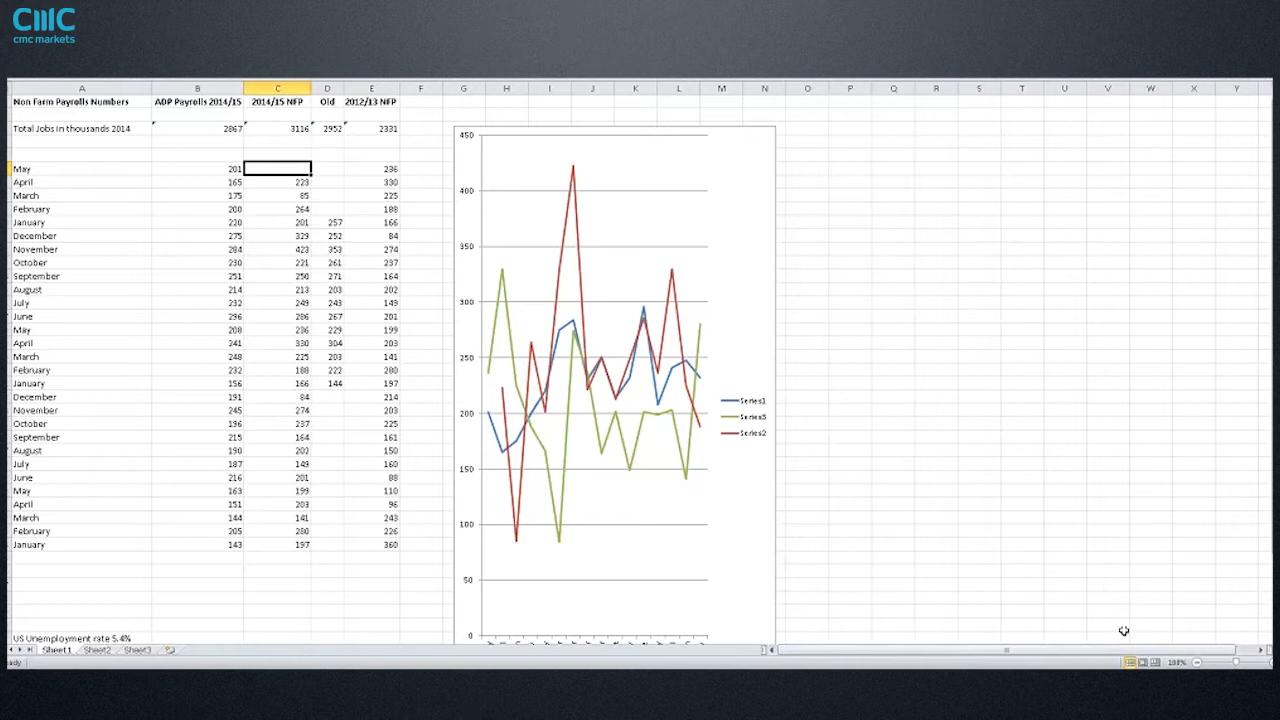 cmc
cmc markets
A B C D E F G H I J K L M N O P Q R S T U V W X Y
Non Farm Payrolls Numbers ADP Payrolls 2014/15 2014/15 NFP Old 2012/13 NFP
Total Jobs in thousands 2014 2867 3116 2952 2331
May 201 236
April 165 223 330
March 175 85 225
February 200 264 188
January 220 201 257 166
December 275 329 252 84
November 284 423 353 274
October 230 221 261 237
September 251 250 271 164
August 214 213 203 202
July 232 249 243 149
June 296 286 267 201
May 208 236 229 199
April 241 330 304 203
March 248 225 203 141
February 232 188 222 280
January 156 166 144 197
December 191 84 214
November 245 274 203
October 196 237 225
September 215 164 161
August 190 202 150
July 187 149 160
June 216 201 88
May 163 199 110
April 151 203 96
March 144 141 243
February 205 280 226
January 143 197 360
US Unemployment rate 5.4%
450
400
350
300
250
200
150
100
50
0
Series1
Series3
Series2
Sheet1 Sheet2 Sheet3
100%